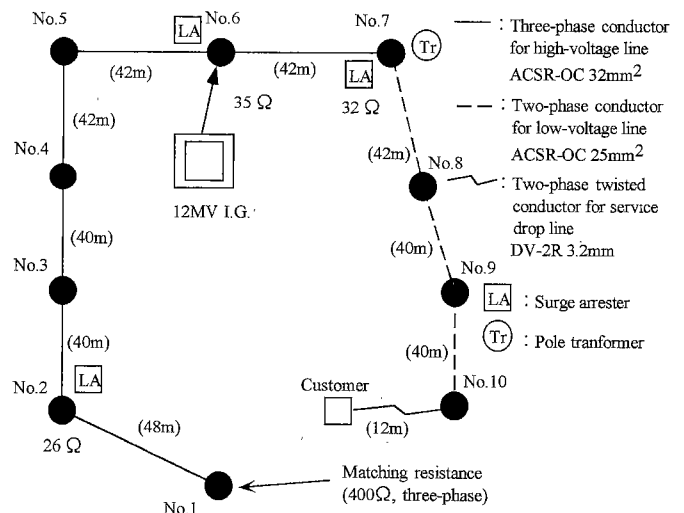 No.5
LA
No.6
No.7
Tr
(42m)
(42m)
LA
35 Ω
32 Ω
(42m)
No.4
12MV I.G.
(42m)
No.8
(40m)
(40m)
No.3
No.9
(40m)
(40m)
No.2
LA
Customer
No.10
26 Ω
(48m)
(12m)
No.1
Matching resistance
(400Ω, three-phase)
: Three-phase conductor
for high-voltage line
ACSR-OC 32mm2
: Two-phase conductor
for low-voltage line
ACSR-OC 25mm2
: Two-phase twisted
conductor for service
drop line
DV-2R 3.2mm
LA : Surge arrester
Tr : Pole tranformer